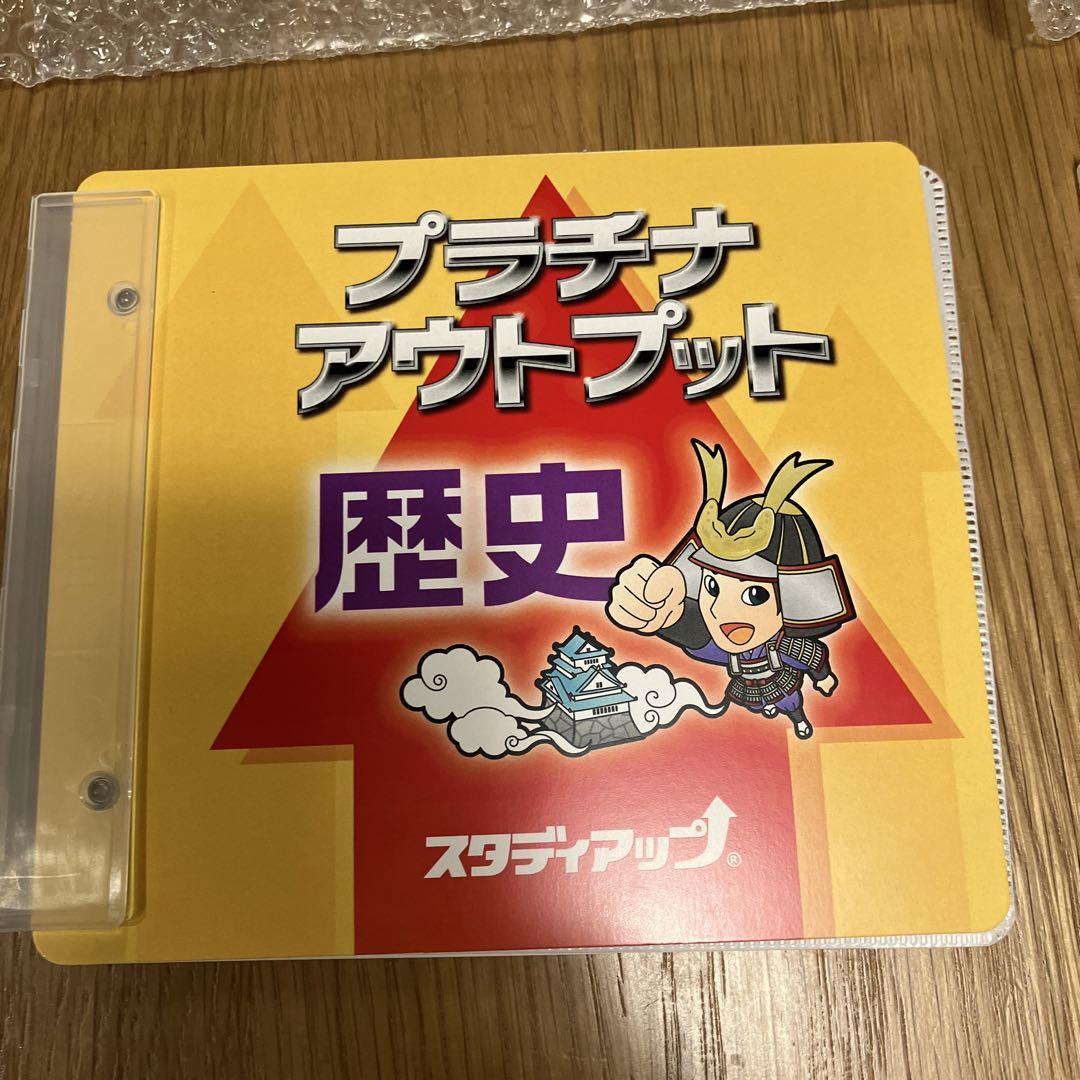 プラチナ
アウトプット
歴史
スタディアップ®